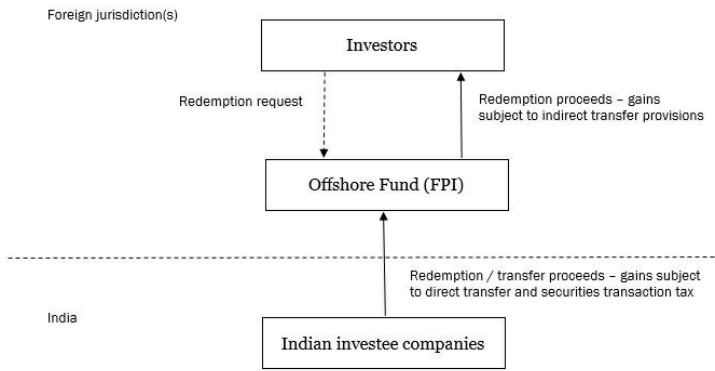 Foreign jurisdiction(s)
Investors
Redemption request
Redemption proceeds – gains
subject to indirect transfer provisions
Offshore Fund (FPI)
Redemption / transfer proceeds – gains subject
to direct transfer and securities transaction tax
India
Indian investee companies